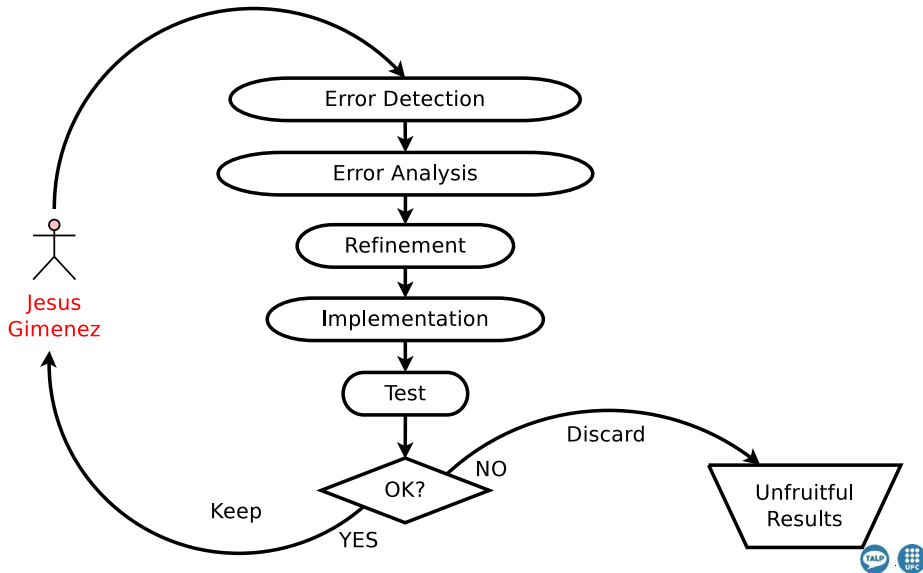 Error Detection
Error Analysis
Refinement
Jesus
Gimenez
Implementation
Test
Discard
NO
OK?
Keep
YES
Unfruitful
Results
TALP
UPC